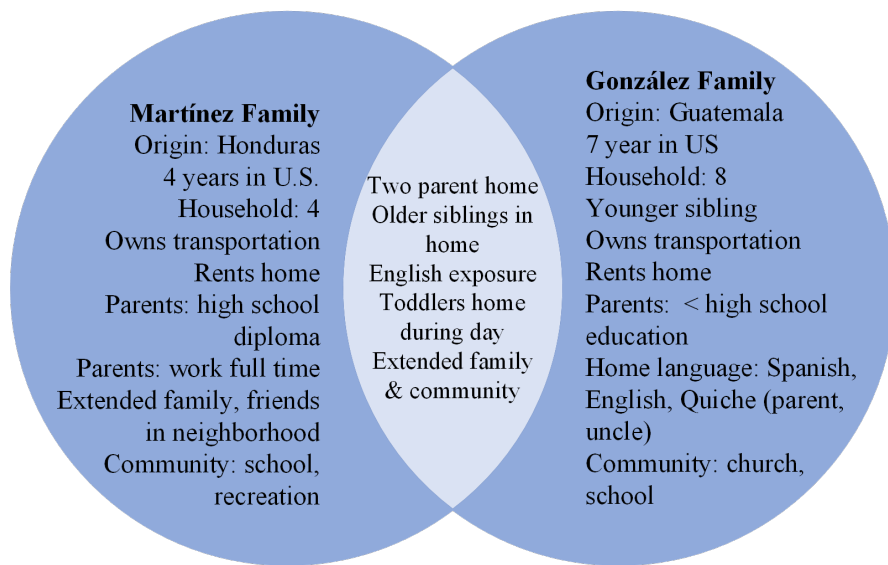 Martínez Family
Origin: Honduras
4 years in U.S.
Household: 4
Owns transportation
Rents home
Parents: high school
diploma
Parents: work full time
Extended family, friends
in neighborhood
Community: school,
recreation
Two parent home
Older siblings in
home
English exposure
Toddlers home
during day
Extended family
& community
González Family
Origin: Guatemala
7 year in US
Household: 8
Younger sibling
Owns transportation
Rents home
Parents:  < high school
education
Home language: Spanish,
English, Quiche (parent,
uncle)
Community: church,
school